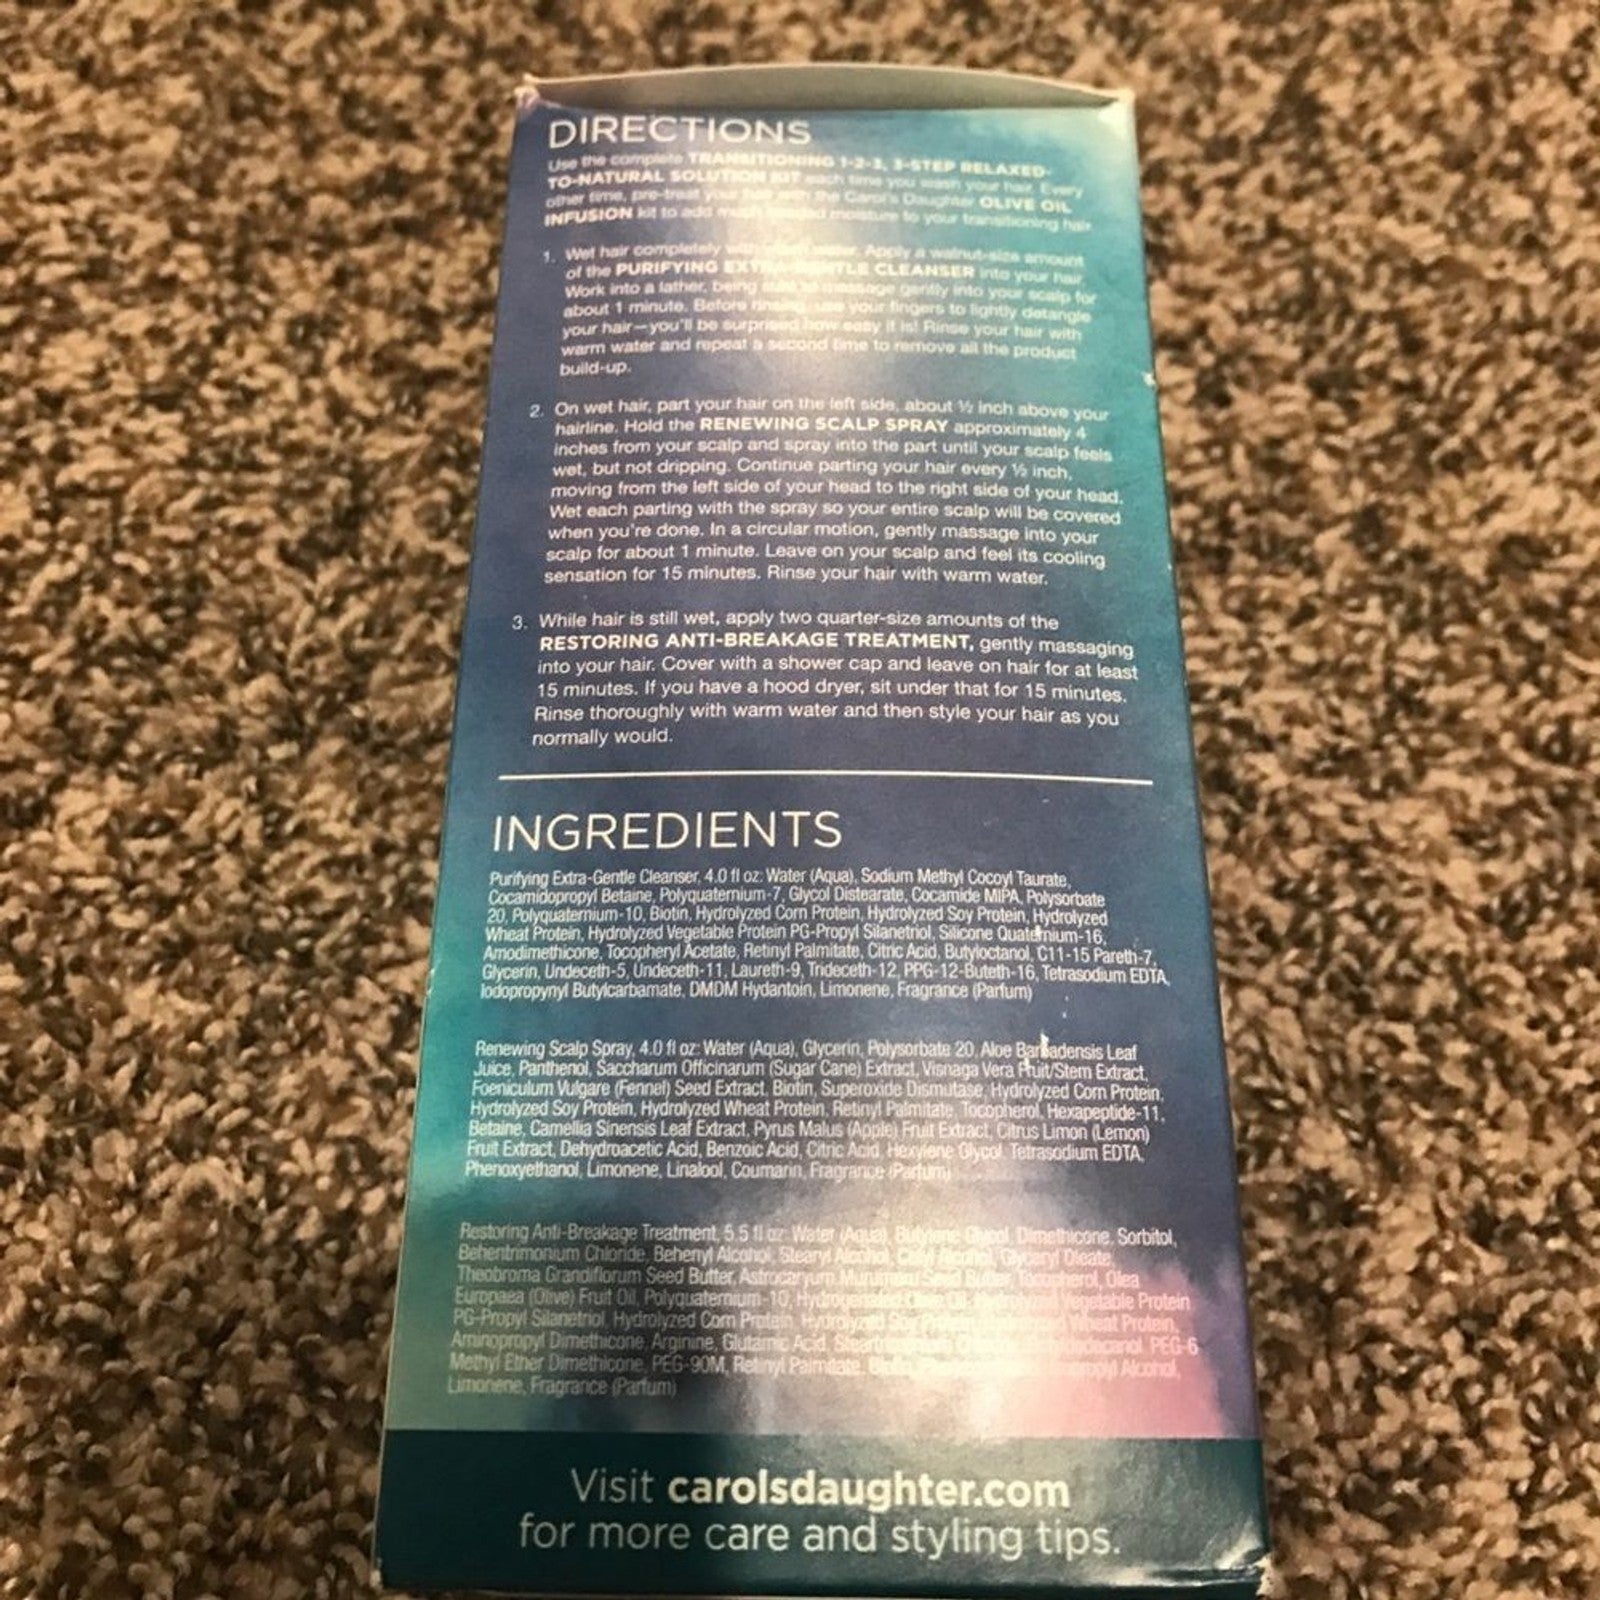 DIRECTIONS
Use the complete TRANSITIONING 1-2-3, 3-STEP RELAXED-
TO-NATURAL SOLUTION KIT each time you wash your hair. Every
other time, pre-treat your hair with the Carol's Daughter OLIVE OIL
INFUSION kit to add much needed moisture to your transitioning hair.
1. Wet hair completely with water. Apply a walnut-size amount
of the PURIFYING EXTRA-GENTLE CLEANSER into your hair.
Work into a lather, being sure to massage gently into your scalp for
about 1 minute. Before rinsing, use your fingers to lightly detangle
your hair—you'll be surprised how easy it is! Rinse your hair with
warm water and repeat a second time to remove all the product
build-up.
2. On wet hair, part your hair on the left side, about ½ inch above your
hairline. Hold the RENEWING SCALP SPRAY approximately 4
inches from your scalp and spray into the part until your scalp feels
wet, but not dripping. Continue parting your hair every ½ inch,
moving from the left side of your head to the right side of your head.
Wet each parting with the spray so your entire scalp will be covered
when you're done. In a circular motion, gently massage into your
scalp for about 1 minute. Leave on your scalp and feel its cooling
sensation for 15 minutes. Rinse your hair with warm water.
3. While hair is still wet, apply two quarter-size amounts of the
RESTORING ANTI-BREAKAGE TREATMENT, gently massaging
into your hair. Cover with a shower cap and leave on hair for at least
15 minutes. If you have a hood dryer, sit under that for 15 minutes.
Rinse thoroughly with warm water and then style your hair as you
normally would.
INGREDIENTS
Purifying Extra-Gentle Cleanser, 4.0 fl oz: Water (Aqua), Sodium Methyl Cocoyl Taurate,
Cocamidopropyl Betaine, Polyquaternium-7, Glycol Distearate, Cocamide MIPA, Polysorbate
20, Polyquaternium-10, Biotin, Hydrolyzed Corn Protein, Hydrolyzed Soy Protein, Hydrolyzed
Wheat Protein, Hydrolyzed Vegetable Protein PG-Propyl Silanetriol, Silicone Quaternium-16,
Amodimethicone, Tocopheryl Acetate, Retinyl Palmitate, Citric Acid, Butyloctanol, C11-15 Pareth-7,
Glycerin, Undeceth-5, Undeceth-11, Laureth-9, Trideceth-12, PPG-12-Buteth-16, Tetrasodium EDTA,
Iodopropynyl Butylcarbamate, DMDM Hydantoin, Limonene, Fragrance (Parfum)
Renewing Scalp Spray, 4.0 fl oz: Water (Aqua), Glycerin, Polysorbate 20, Aloe Barbadensis Leaf
Juice, Panthenol, Saccharum Officinarum (Sugar Cane) Extract, Visnaga Vera Fruit/Stem Extract,
Foeniculum Vulgare (Fennel) Seed Extract, Biotin, Superoxide Dismutase, Hydrolyzed Corn Protein,
Hydrolyzed Soy Protein, Hydrolyzed Wheat Protein, Retinyl Palmitate, Tocopherol, Hexapeptide-11,
Betaine, Camellia Sinensis Leaf Extract, Pyrus Malus (Apple) Fruit Extract, Citrus Limon (Lemon)
Fruit Extract, Dehydroacetic Acid, Benzoic Acid, Citric Acid, Hexylene Glycol, Tetrasodium EDTA,
Phenoxyethanol, Limonene, Linalool, Coumarin, Fragrance (Parfum)
Restoring Anti-Breakage Treatment, 5.5 fl oz: Water (Aqua), Butylene Glycol, Dimethicone, Sorbitol,
Behentrimonium Chloride, Behenyl Alcohol, Stearyl Alcohol, Cetyl Alcohol, Glyceryl Oleate,
Theobroma Grandiflorum Seed Butter, Astrocaryum Murumuru Seed Butter, Tocopherol, Olea
Europaea (Olive) Fruit Oil, Polyquaternium-10, Hydrogenated Olive Oil, Hydrolyzed Vegetable Protein
PG-Propyl Silanetriol, Hydrolyzed Corn Protein, Hydrolyzed Soy Protein, Wheat Protein,
Aminopropyl Dimethicone, Arginine, Glutamic Acid, PEG-6
Methyl Ether Dimethicone, PEG-90M, Retinyl Palmitate, Alcohol,
Limonene, Fragrance (Parfum)
Visit carolsdaughter.com
for more care and styling tips.